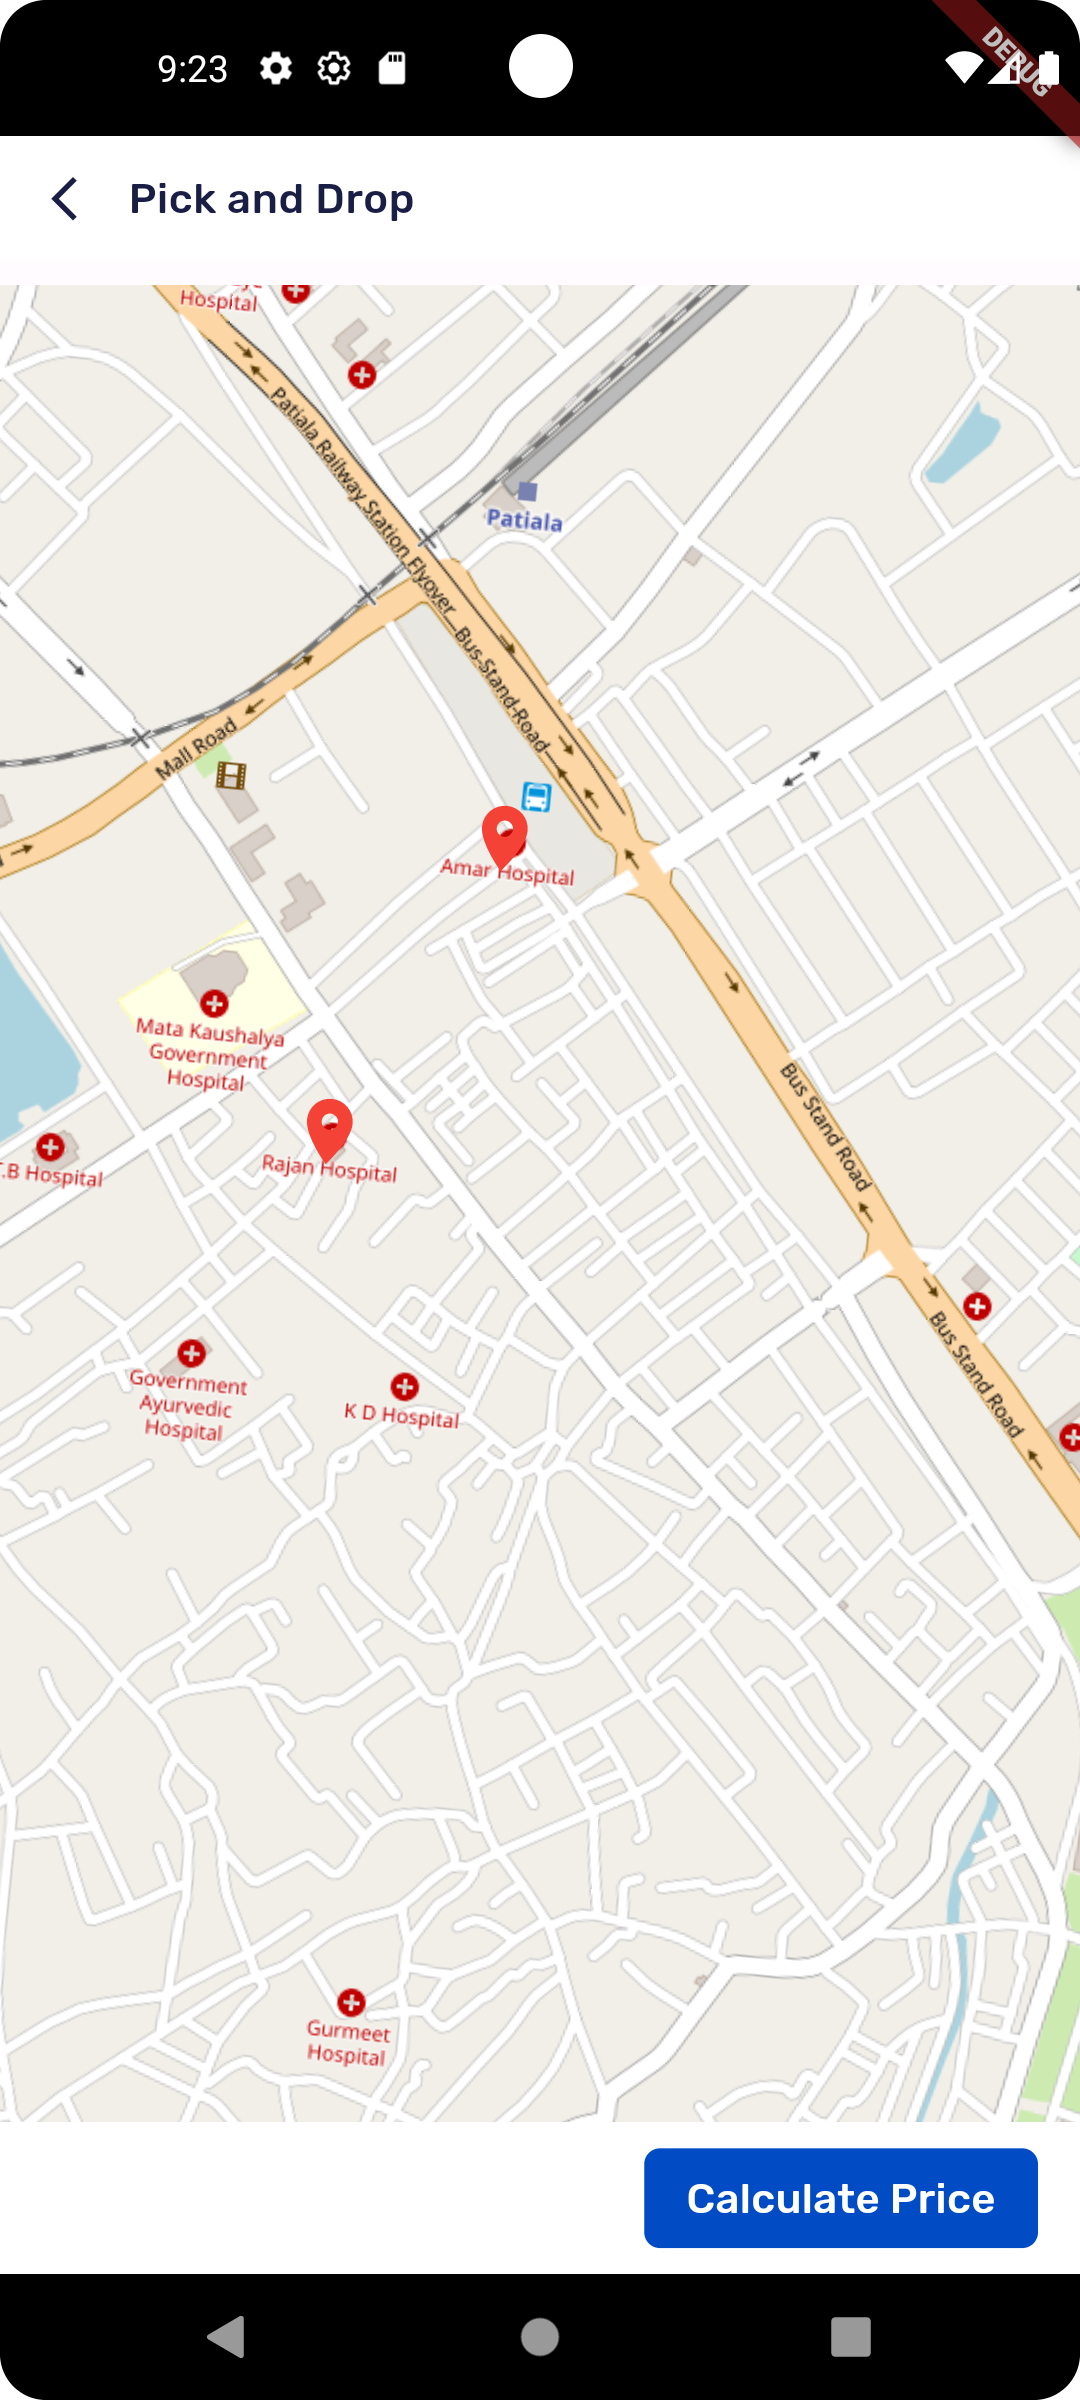 9:23
DEBUG
Pick and Drop
Hospital
Patiala Railway Station Flyover
Patiala
Bus Stand Road
Mall Road
Amar Hospital
Mata Kaushalya
Government
Hospital
Bus Stand Road
T.B Hospital
Rajan Hospital
Bus Stand Road
Government
Ayurvedic
Hospital
K D Hospital
Gurmeet
Hospital
Calculate Price